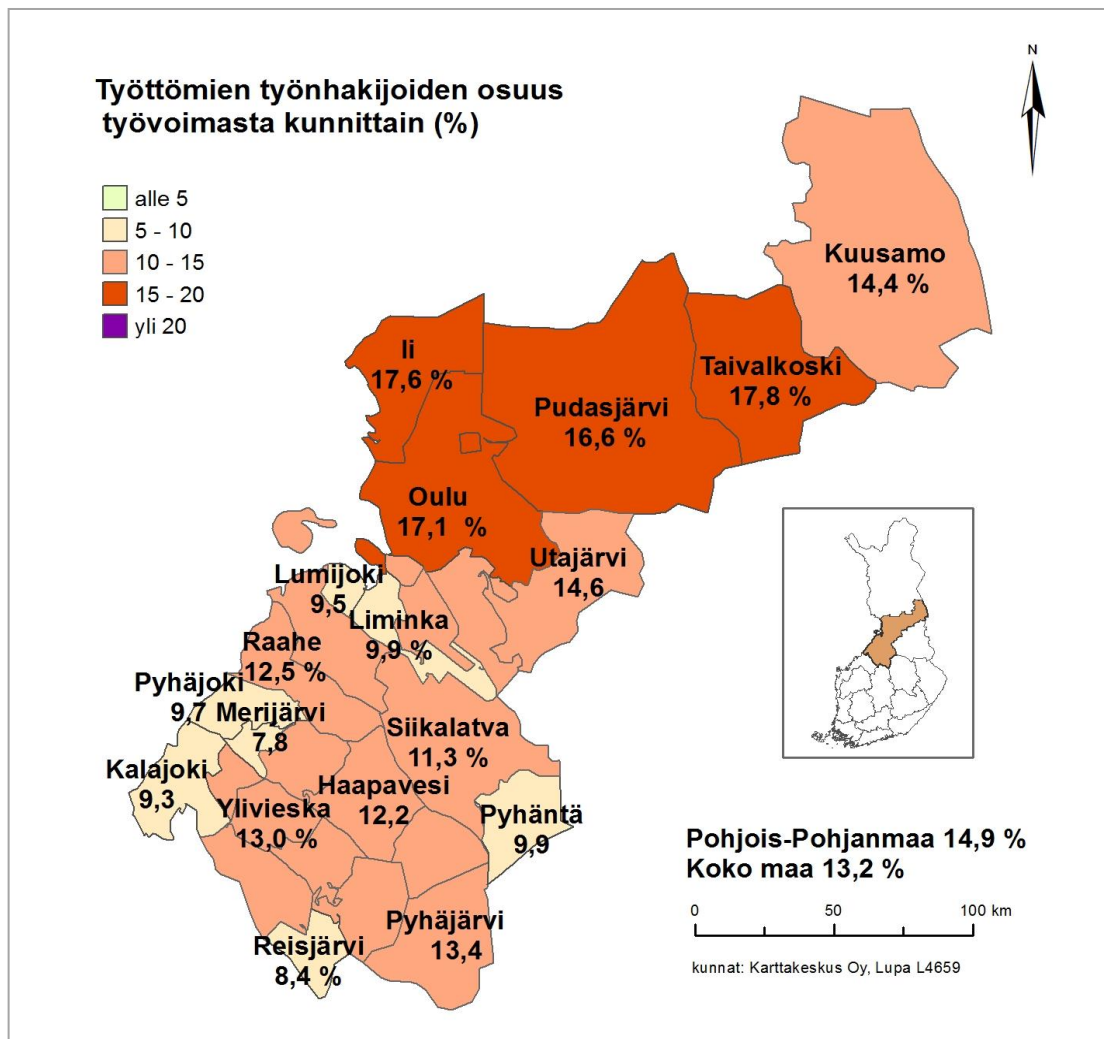 Työttömien työnhakijoiden osuus
työvoimasta kunnittain (%)
N
alle 5
5 - 10
10 - 15
15 - 20
yli 20
Kuusamo
14,4 %
Ii
17,6 %
Taivalkoski
17,8 %
Pudasjärvi
16,6 %
Oulu
17,1 %
Utajärvi
14,6
Lumijoki
9,5
Liminka
9,9 %
Raahe
12,5 %
Pyhäjoki
9,7
Merijärvi
7,8
Siikalatva
11,3 %
Kalajoki
9,3
Haapavesi
12,2
Ylivieska
13,0 %
Pyhäntä
9,9
Pyhäjärvi
13,4
Reisjärvi
8,4 %
Pohjois-Pohjanmaa 14,9 %
Koko maa 13,2 %
0 50 100 km
kunnat: Karttakeskus Oy, Lupa L4659